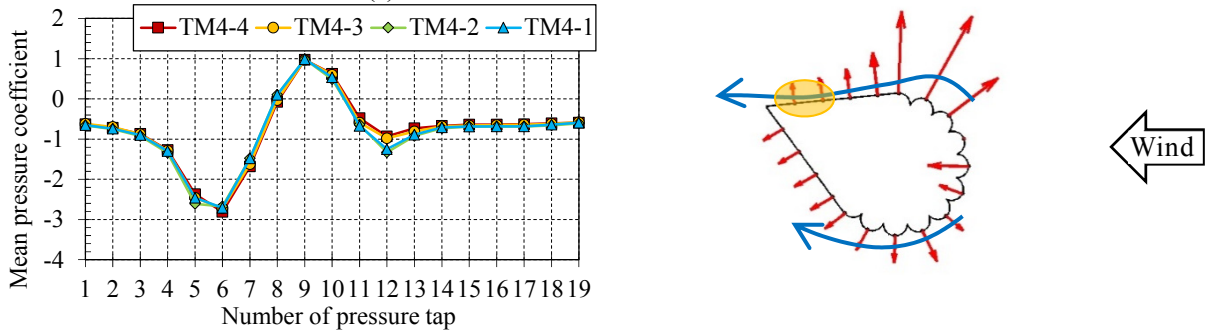 2
TM4-4 TM4-3 TM4-2 TM4-1
1
0
-1
-2
-3
-4
Mean pressure coefficient
1 2 3 4 5 6 7 8 9 10 11 12 13 14 15 16 17 18 19
Number of pressure tap
Wind